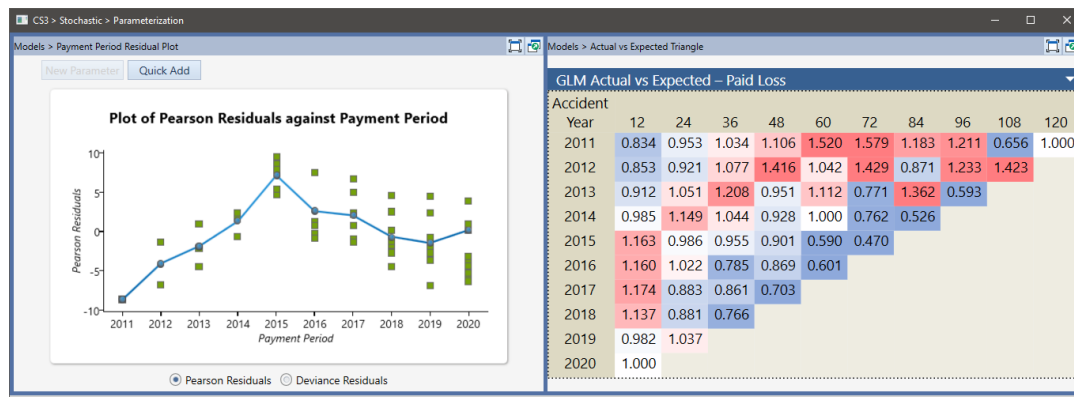 CS3 > Stochastic > Parameterization
Models > Payment Period Residual Plot
New Parameter Quick Add
Plot of Pearson Residuals against Payment Period
Pearson Residuals
10
5
0
-5
-10
2011 2012 2013 2014 2015 2016 2017 2018 2019 2020
Payment Period
Pearson Residuals Deviance Residuals
Models > Actual vs Expected Triangle
GLM Actual vs Expected – Paid Loss
Accident
Year 12 24 36 48 60 72 84 96 108 120
2011 0.834 0.953 1.034 1.106 1.520 1.579 1.183 1.211 0.656 1.000
2012 0.853 0.921 1.077 1.416 1.042 1.429 0.871 1.233 1.423
2013 0.912 1.051 1.208 0.951 1.112 0.771 1.362 0.593
2014 0.985 1.149 1.044 0.928 1.000 0.762 0.526
2015 1.163 0.986 0.955 0.901 0.590 0.470
2016 1.160 1.022 0.785 0.869 0.601
2017 1.174 0.883 0.861 0.703
2018 1.137 0.881 0.766
2019 0.982 1.037
2020 1.000